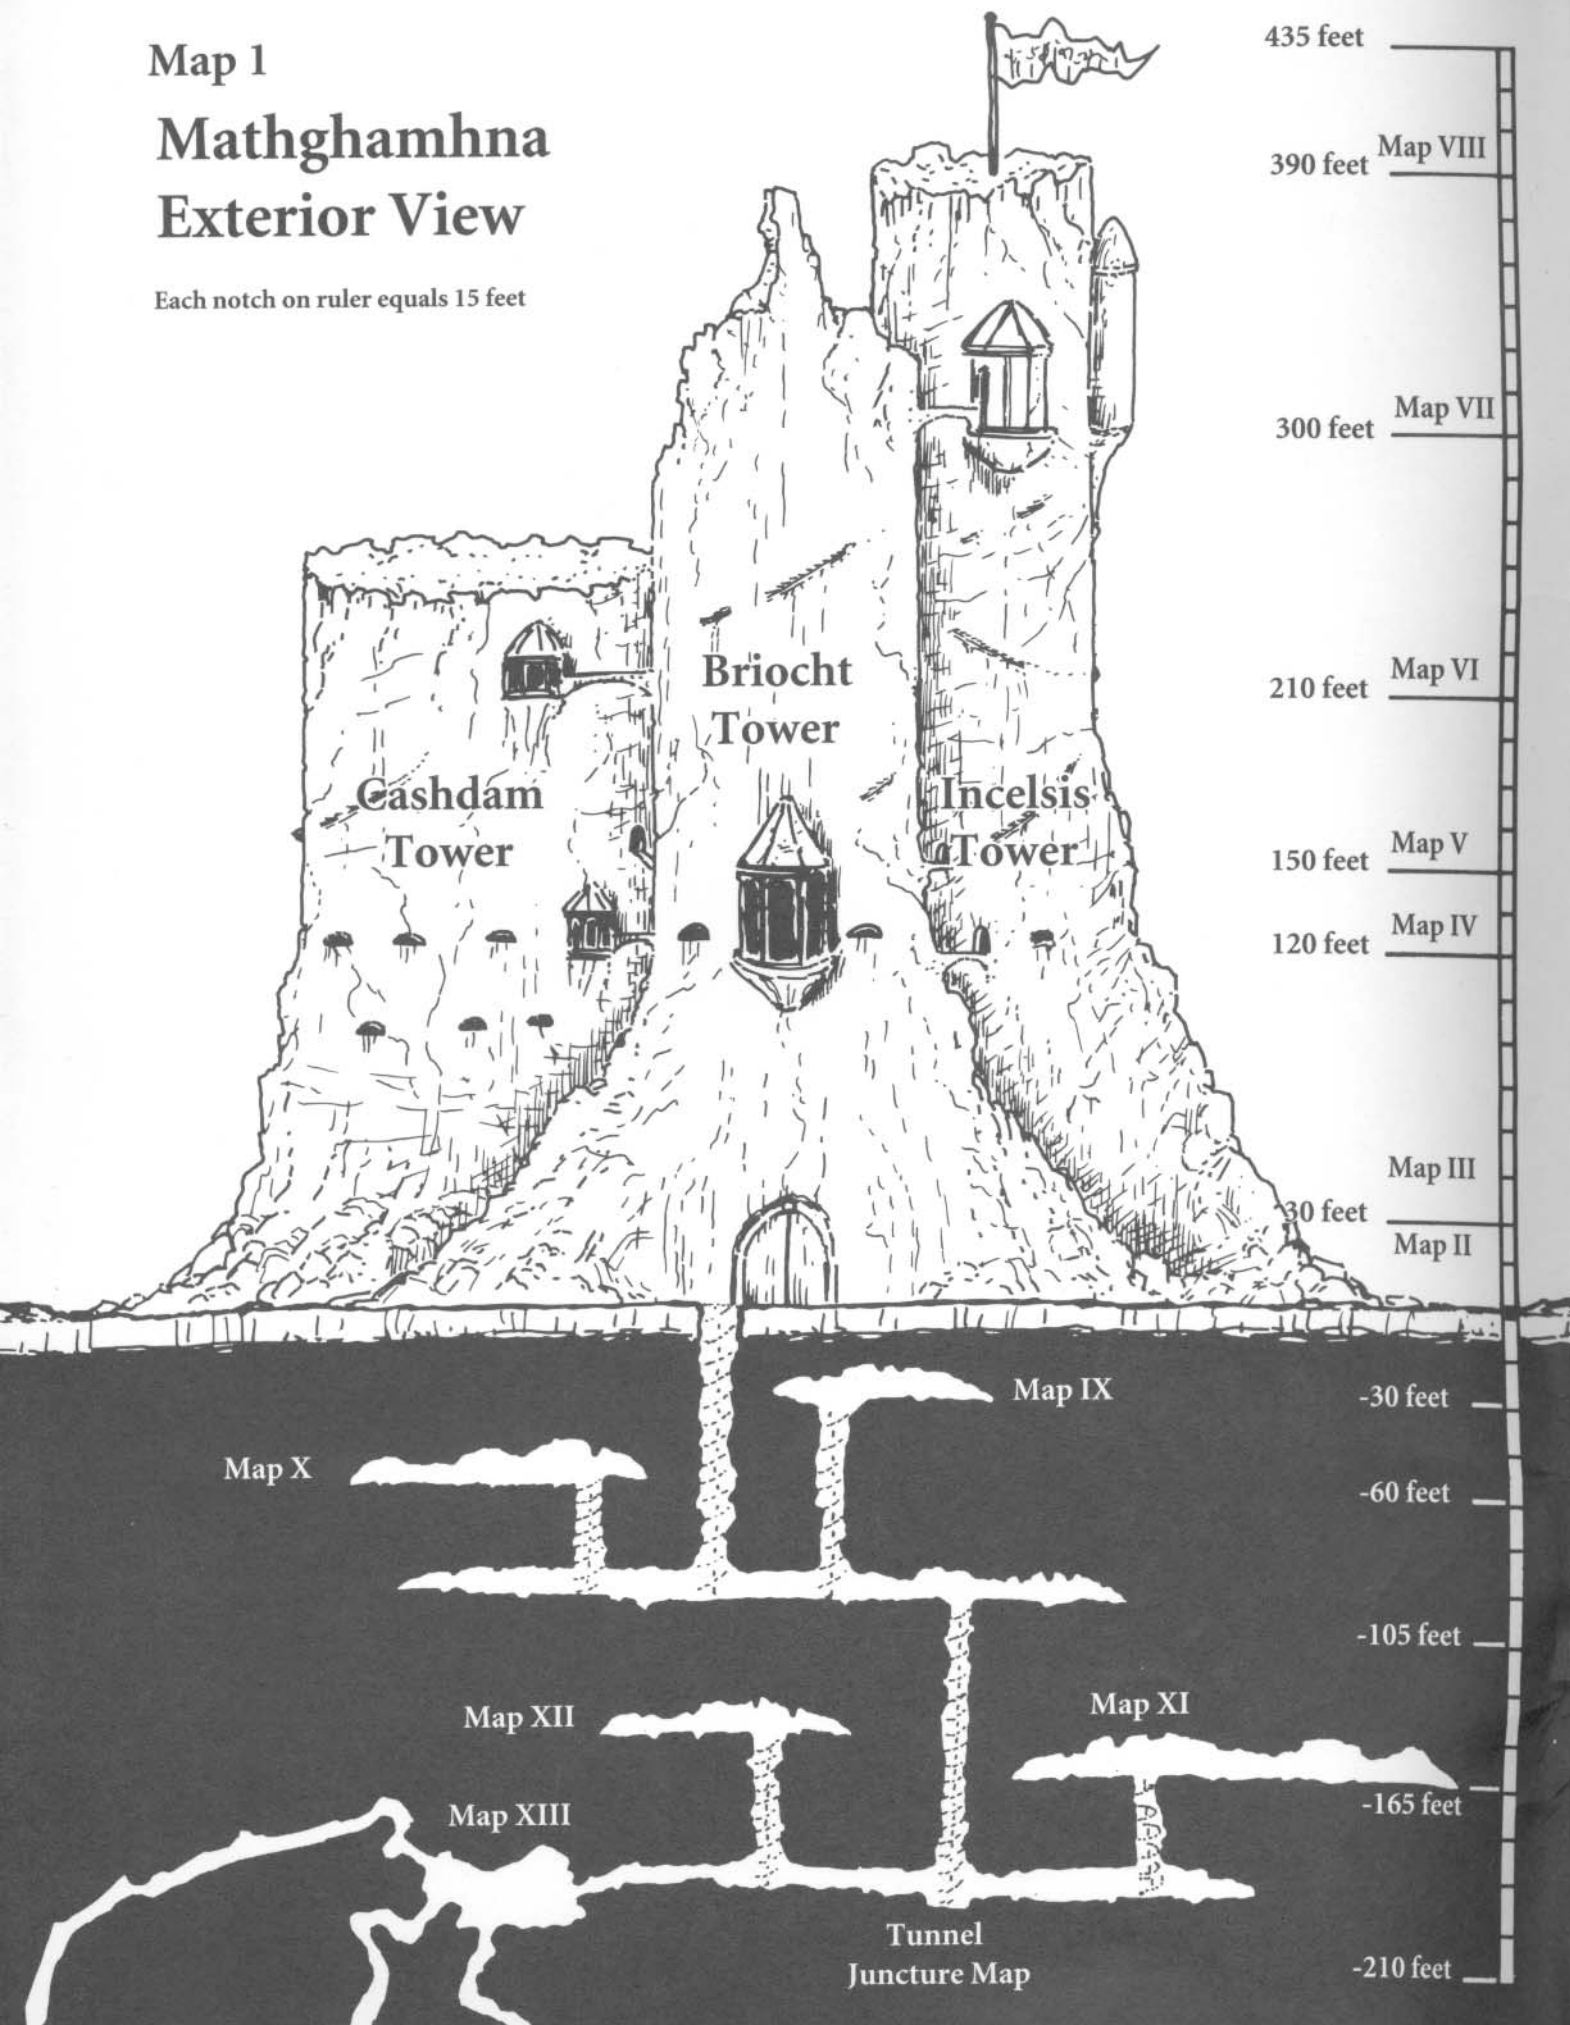 Map 1
Mathghamhna
Exterior View
Each notch on ruler equals 15 feet
435 feet
390 feet
Map VIII
300 feet
Map VII
Briocht
Tower
210 feet
Map VI
Cashdam
Tower
Incelsis
Tower
150 feet
Map V
120 feet
Map IV
Map III
30 feet
Map II
Map IX
-30 feet
Map X
-60 feet
-105 feet
Map XII
Map XI
-165 feet
Map XIII
Tunnel
Juncture Map
-210 feet